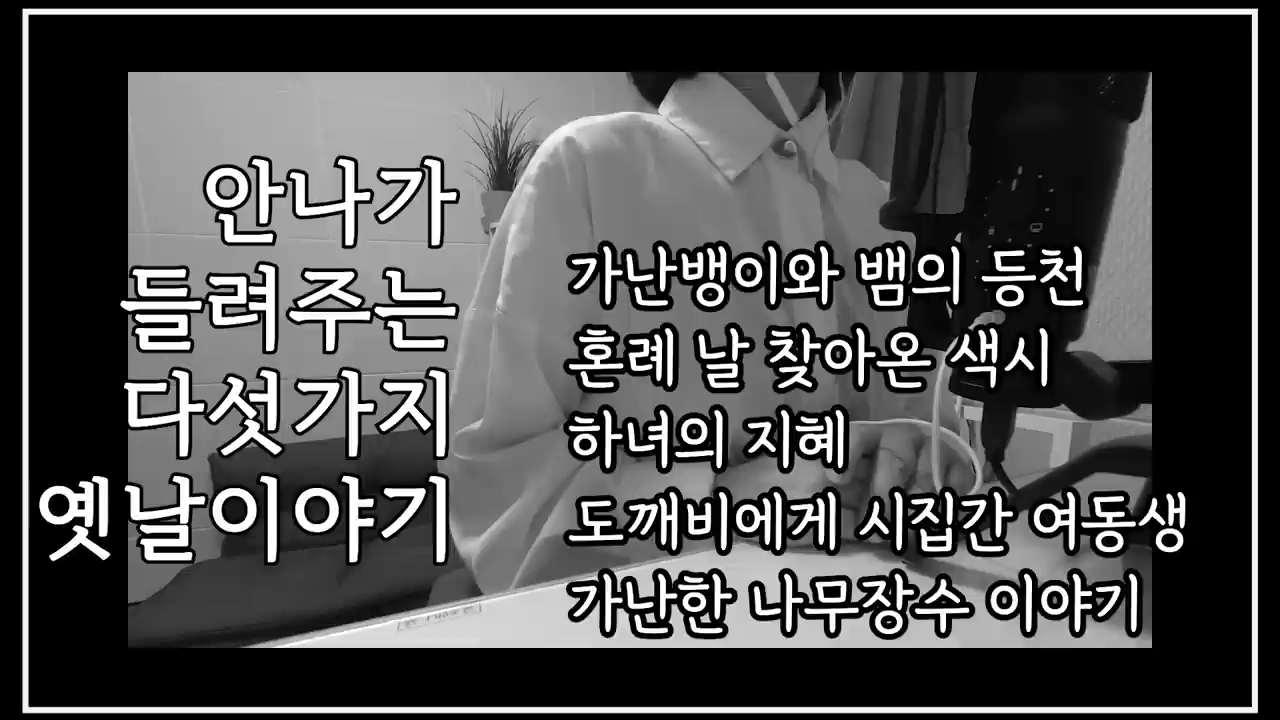 안나가
들려주는
다섯가지
옛날이야기
가난뱅이와 뱀의 등천
혼례 날 찾아온 색시
하녀의 지혜
도깨비에게 시집간 여동생
가난한 나무장수 이야기